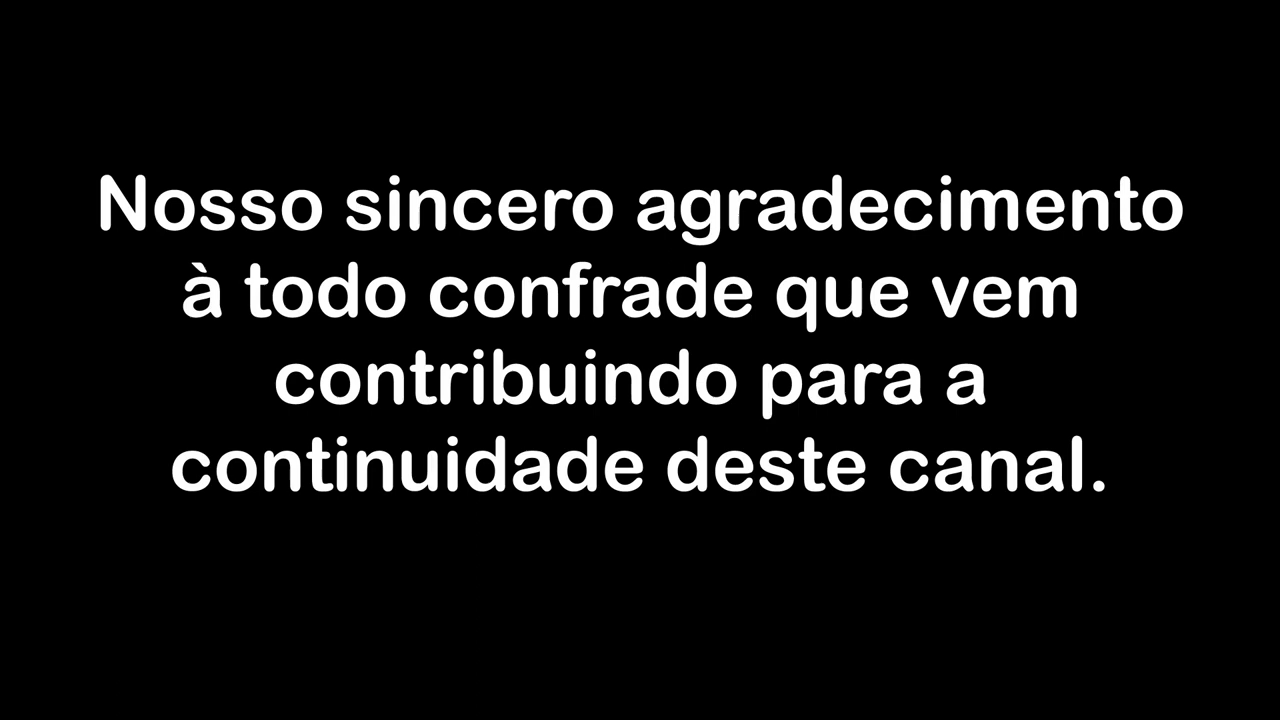 Nosso sincero agradecimento
à todo confrade que vem
contribuindo para a
continuidade deste canal.